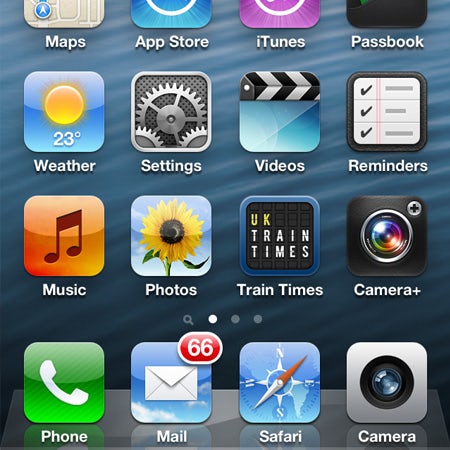 Maps App Store iTunes Passbook
23°
Weather Settings Videos Reminders
UK
TRAIN
TIMES
Music Photos Train Times Camera+
66
Phone Mail Safari Camera